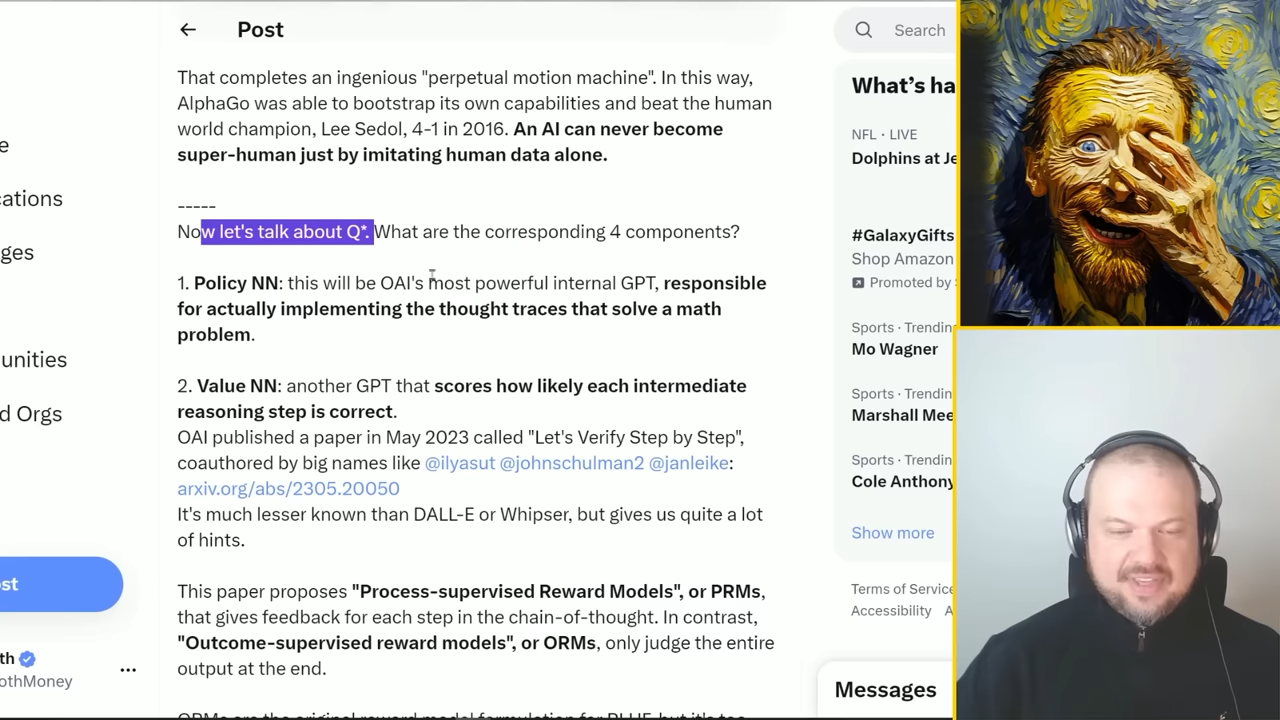 Post
That completes an ingenious "perpetual motion machine". In this way,
AlphaGo was able to bootstrap its own capabilities and beat the human
world champion, Lee Sedol, 4-1 in 2016. An AI can never become
super-human just by imitating human data alone.
-----
Now let's talk about Q*. What are the corresponding 4 components?
1. Policy NN: this will be OAI's most powerful internal GPT, responsible
for actually implementing the thought traces that solve a math
problem.
2. Value NN: another GPT that scores how likely each intermediate
reasoning step is correct.
OAI published a paper in May 2023 called "Let's Verify Step by Step",
coauthored by big names like @ilyasut @johnschulman2 @janleike:
arxiv.org/abs/2305.20050
It's much lesser known than DALL-E or Whipser, but gives us quite a lot
of hints.
This paper proposes "Process-supervised Reward Models", or PRMs,
that gives feedback for each step in the chain-of-thought. In contrast,
"Outcome-supervised reward models", or ORMs, only judge the entire
output at the end.
e
cations
ges
unities
d Orgs
st
th
othMoney
Search
What's ha
NFL · LIVE
Dolphins at Je
#GalaxyGifts
Shop Amazon
Promoted by
Sports · Trendin
Mo Wagner
Sports · Trendin
Marshall Mee
Sports · Trendin
Cole Anthony
Show more
Terms of Service
Accessibility A
Messages